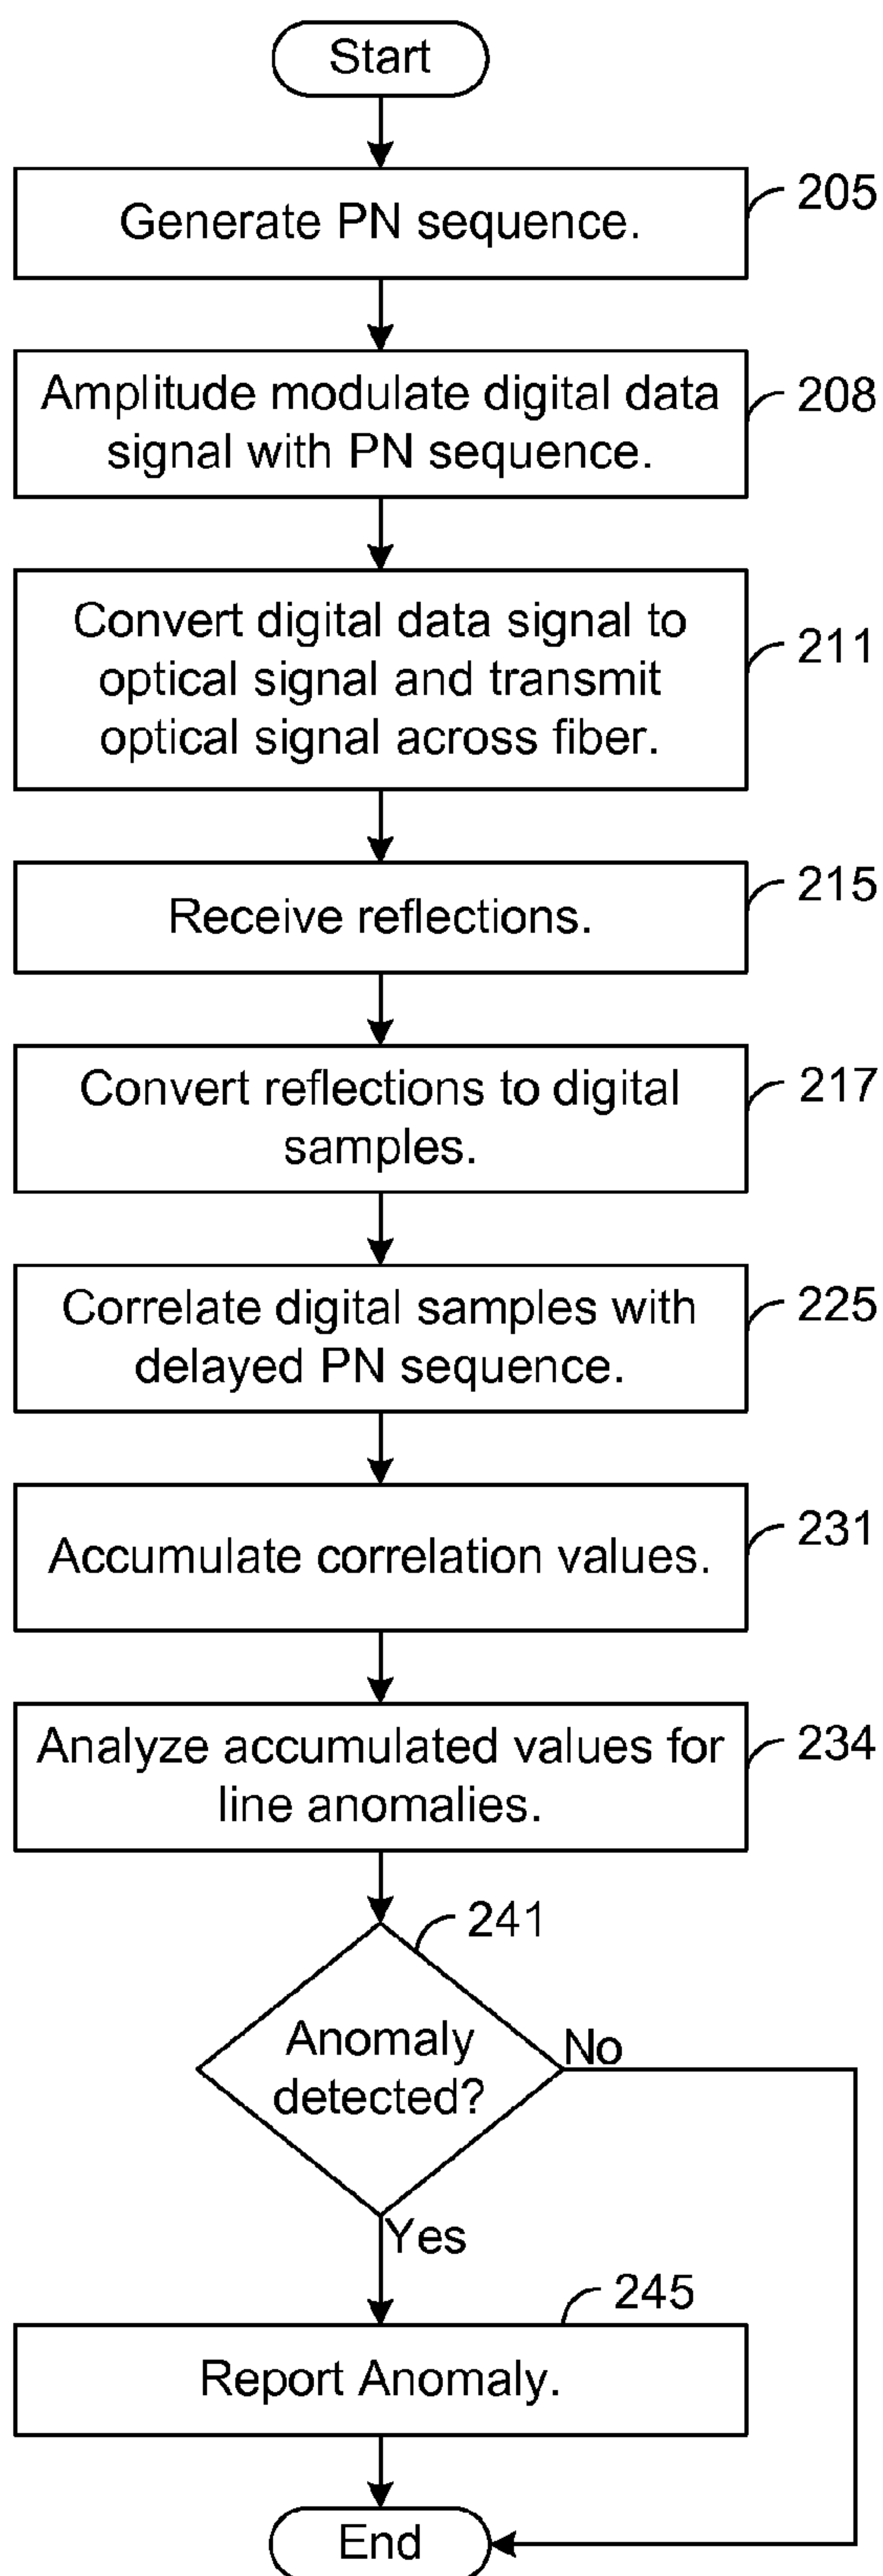 Start
205
Generate PN sequence.
208
Amplitude modulate digital data
signal with PN sequence.
211
Convert digital data signal to
optical signal and transmit
optical signal across fiber.
215
Receive reflections.
217
Convert reflections to digital
samples.
225
Correlate digital samples with
delayed PN sequence.
231
Accumulate correlation values.
234
Analyze accumulated values for
line anomalies.
241
Anomaly
detected?
No
Yes
245
Report Anomaly.
End